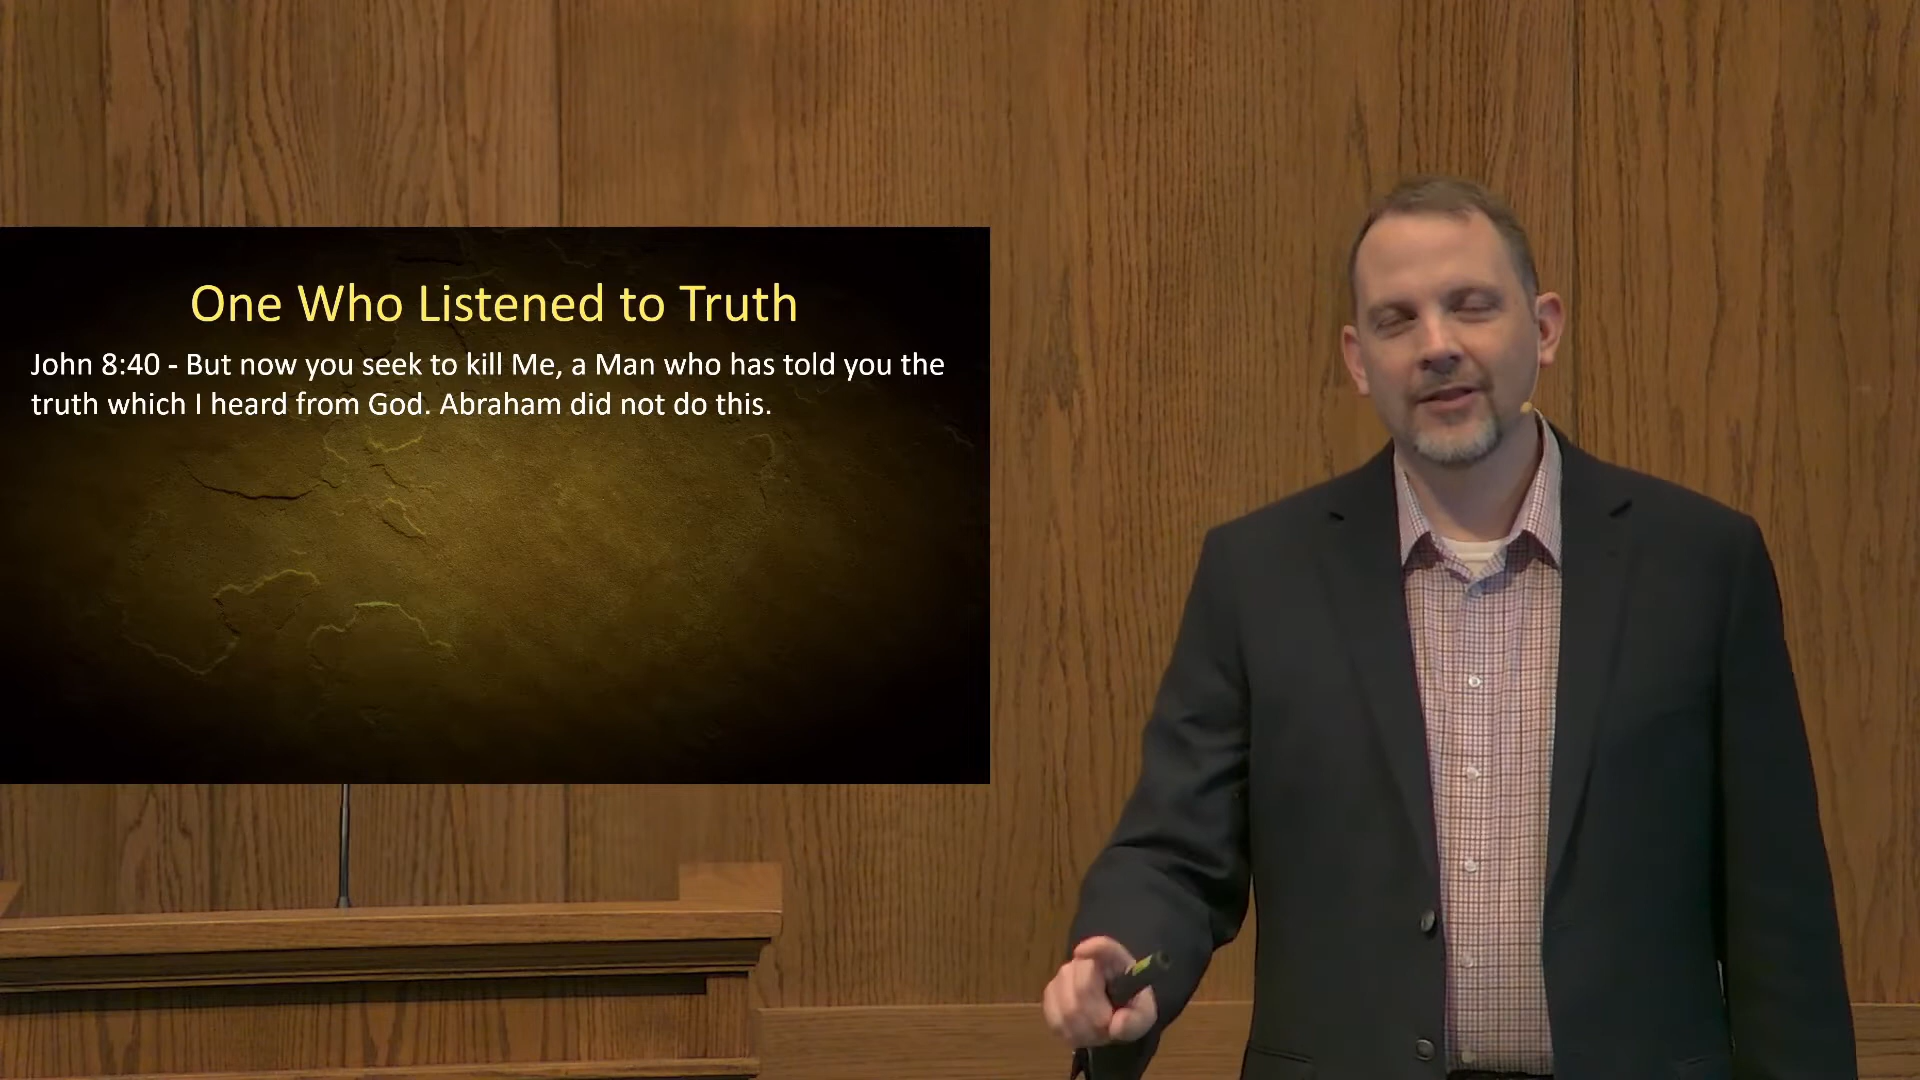 One Who Listened to Truth
John 8:40 - But now you seek to kill Me, a Man who has told you the
truth which I heard from God. Abraham did not do this.